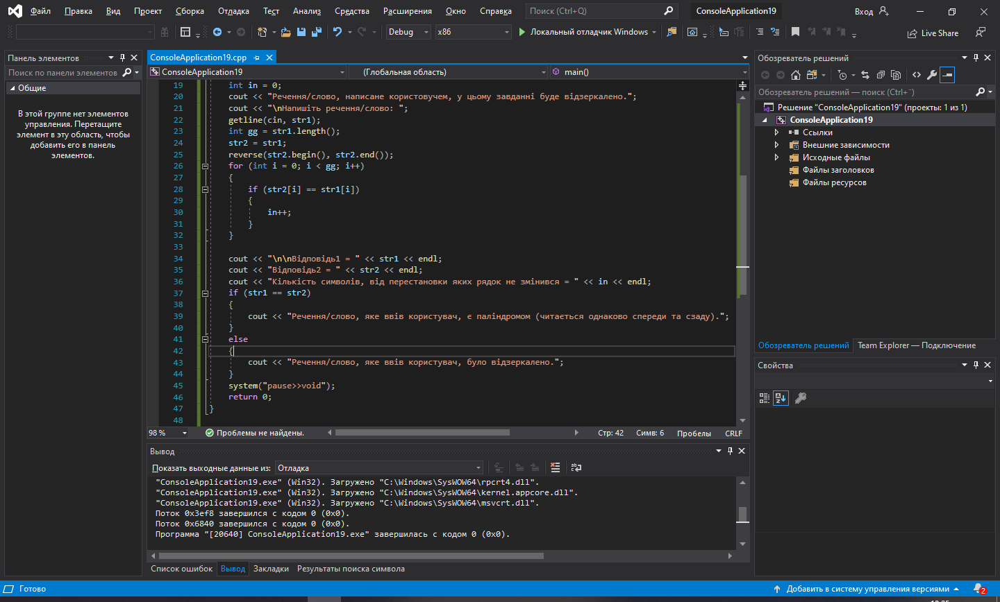 Файл Правка Вид Проект Сборка Отладка Тест Анализ Средства Расширения Окно Справка Поиск (Ctrl+Q) ConsoleApplication19 Вход
Debug x86 Локальный отладчик Windows Live Share
Панель элементов
Поиск по панели элементов
Общие
В этой группе нет элементов
управления. Перетащите
элемент в эту область, чтобы
добавить его в панель
элементов.
ConsoleApplication19.cpp
ConsoleApplication19 (Глобальная область) main()
19 int in = 0;
20 cout << "Речення/слово, написане користовучем, у цьому завданні буде відзеркалено.";
21 cout << "\nНапишіть речення/слово: ";
22 getline(cin, str1);
23 int gg = str1.length();
24 str2 = str1;
25 reverse(str2.begin(), str2.end());
26 for (int i = 0; i < gg; i++)
27 {
28 if (str2[i] == str1[i])
29 {
30 in++;
31 }
32 }
33
34 cout << "\n\nВідповідь1 = " << str1 << endl;
35 cout << "Відповідь2 = " << str2 << endl;
36 cout << "Кількість символів, від перестановки яких рядок не змінився = " << in << endl;
37 if (str1 == str2)
38 {
39 cout << "Речення/слово, яке ввів користувач, є паліндромом (читається однаково спереди та сзаду).";
40 }
41 else
42 {
43 cout << "Речення/слово, яке ввів користувач, було відзеркалено.";
44 }
45 system("pause>>void");
46 return 0;
47 }
48
98 % Проблемы не найдены. Стр: 42 Симв: 6 Пробелы CRLF
Вывод
Показать выходные данные из: Отладка
"ConsoleApplication19.exe" (Win32). Загружено "C:\Windows\SysWOW64\rpcrt4.dll".
"ConsoleApplication19.exe" (Win32). Загружено "C:\Windows\SysWOW64\kernel.appcore.dll".
"ConsoleApplication19.exe" (Win32). Загружено "C:\Windows\SysWOW64\msvcrt.dll".
Поток 0x3ef8 завершился с кодом 0 (0x0).
Поток 0x6840 завершился с кодом 0 (0x0).
Программа "[20640] ConsoleApplication19.exe" завершилась с кодом 0 (0x0).
Список ошибок Вывод Закладки Результаты поиска символа
Обозреватель решений
Обозреватель решений — поиск (Ctrl+¨)
Решение "ConsoleApplication19" (проекты: 1 из 1)
ConsoleApplication19
Ссылки
Внешние зависимости
Исходные файлы
Файлы заголовков
Файлы ресурсов
Обозреватель решений Team Explorer — Подключение
Свойства
Готово Добавить в систему управления версиями 2